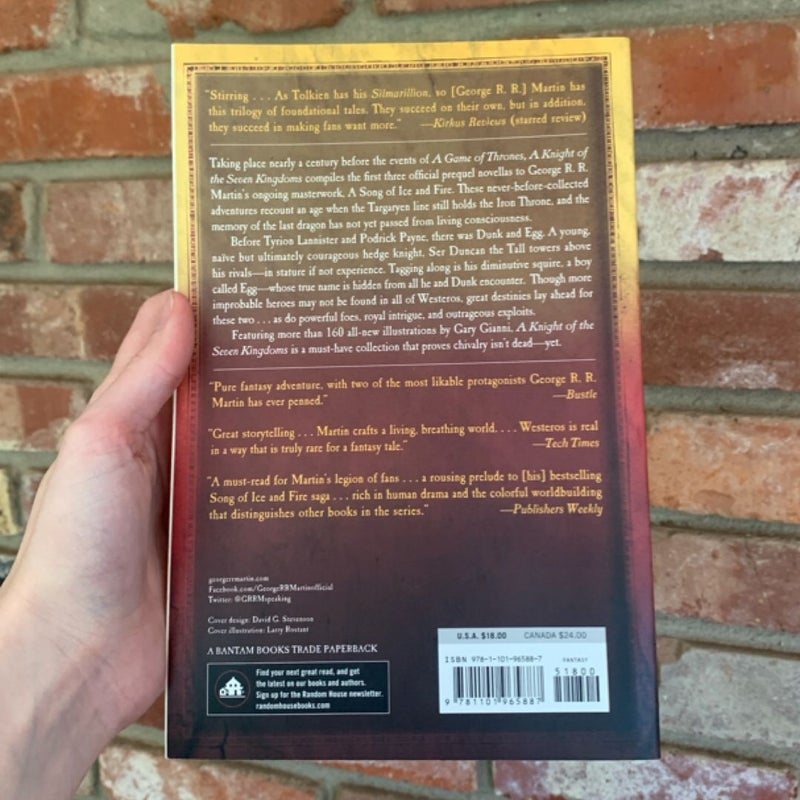 "Stirring . . . As Tolkien has his Silmarillion, so [George R. R.] Martin has
this trilogy of foundational tales. They succeed on their own, but in addition,
they succeed in making fans want more." —Kirkus Reviews (starred review)
Taking place nearly a century before the events of A Game of Thrones, A Knight of
the Seven Kingdoms compiles the first three official prequel novellas to George R. R.
Martin's ongoing masterwork, A Song of Ice and Fire. These never-before-collected
adventures recount an age when the Targaryen line still holds the Iron Throne, and the
memory of the last dragon has not yet passed from living consciousness.
Before Tyrion Lannister and Podrick Payne, there was Dunk and Egg. A young,
naïve but ultimately courageous hedge knight, Ser Duncan the Tall towers above
his rivals—in stature if not experience. Tagging along is his diminutive squire, a boy
called Egg—whose true name is hidden from all he and Dunk encounter. Though more
improbable heroes may not be found in all of Westeros, great destinies lay ahead for
these two . . . as do powerful foes, royal intrigue, and outrageous exploits.
Featuring more than 160 all-new illustrations by Gary Gianni, A Knight of the
Seven Kingdoms is a must-have collection that proves chivalry isn't dead—yet.
"Pure fantasy adventure, with two of the most likable protagonists George R. R.
Martin has ever penned." —Bustle
"Great storytelling . . . Martin crafts a living, breathing world. . . . Westeros is real
in a way that is truly rare for a fantasy tale." —Tech Times
"A must-read for Martin's legion of fans . . . a rousing prelude to [his] bestselling
Song of Ice and Fire saga . . . rich in human drama and the colorful worldbuilding
that distinguishes other books in the series." —Publishers Weekly
georgerrmartin.com
Facebook.com/GeorgeRRMartinofficial
Twitter: @GRRMspeaking
Cover design: David G. Stevenson
Cover illustration: Larry Rostant
A BANTAM BOOKS TRADE PAPERBACK
Find your next great read, and get
the latest on our books and authors.
Sign up for the Random House newsletter.
randomhousebooks.com
U.S.A. $18.00 CANADA $24.00
ISBN 978-1-101-96588-7
51800
9 781101 965887